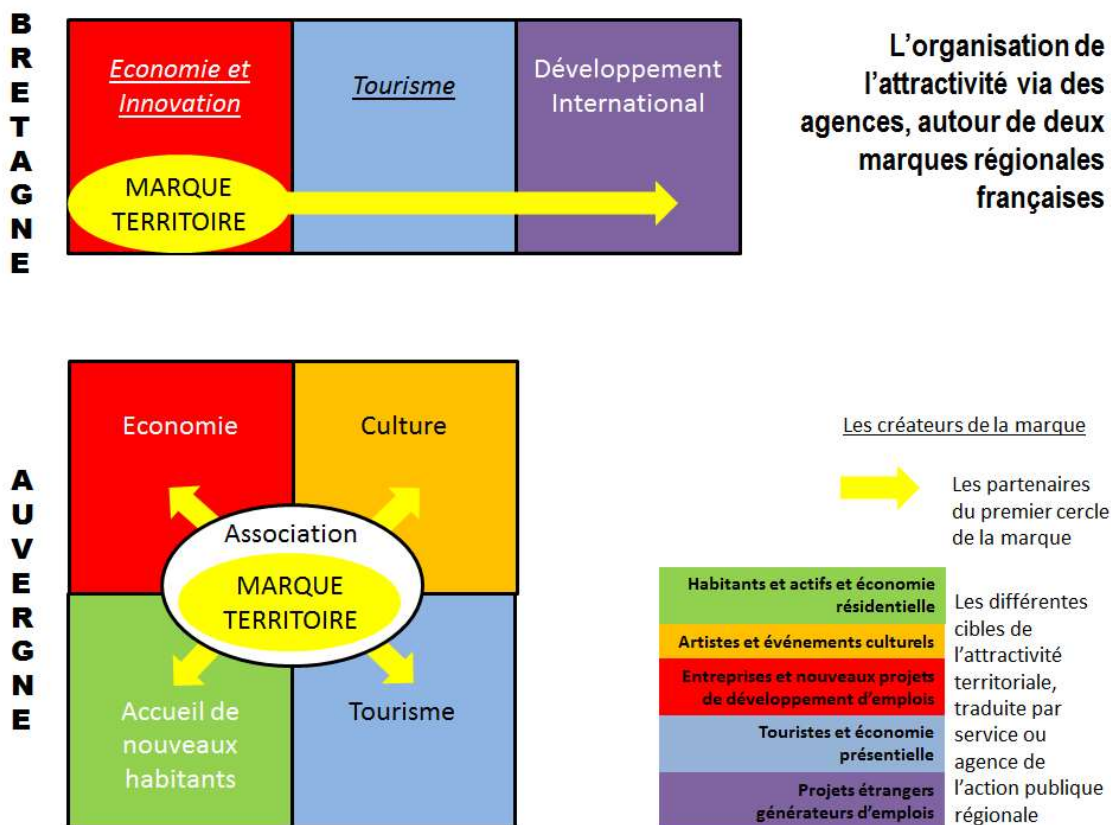 BRETAGNE
Economie et
Innovation
Tourisme
Développement
International
MARQUE
TERRITOIRE
L'organisation de
l'attractivité via des
agences, autour de deux
marques régionales
françaises
AUVERGNE
Economie
Culture
Association
MARQUE
TERRITOIRE
Accueil de
nouveaux
habitants
Tourisme
Les créateurs de la marque
Les partenaires
du premier cercle
de la marque
Habitants et actifs et économie
résidentielle
Artistes et événements culturels
Entreprises et nouveaux projets
de développement d'emplois
Touristes et économie
présentielle
Projets étrangers
générateurs d'emplois
Les différentes
cibles de
l'attractivité
territoriale,
traduite par
service ou
agence de
l'action publique
régionale